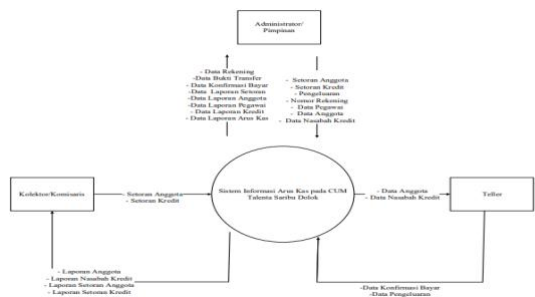 Administrator/
Pimpinan
- Data Rekening
-Data Bukti Transfer
- Data Konfirmasi Bayar
-Data Laporan Setoran
-Data Laporan Anggota
-Data Laporan Pegawai
- Data Laporan Kredit
- Data Laporan Arus Kas
- Setoran Anggota
- Setoran Kredit
- Pengeluaran
- Nomor Rekening
- Data Pegawai
- Data Anggota
- Data Nasabah Kredit
Kolektor/Komisaris
- Setoran Anggota
- Setoran Kredit
Sistem Informasi Arus Kas pada CUM
Talenta Saribu Dolok
- Data Anggota
- Data Nasabah Kredit
Teller
- Laporan Anggota
- Laporan Nasabah Kredit
- Laporan Setoran Anggota
- Laporan Setoran Kredit
-Data Konfirmasi Bayar
-Data Pengeluaran